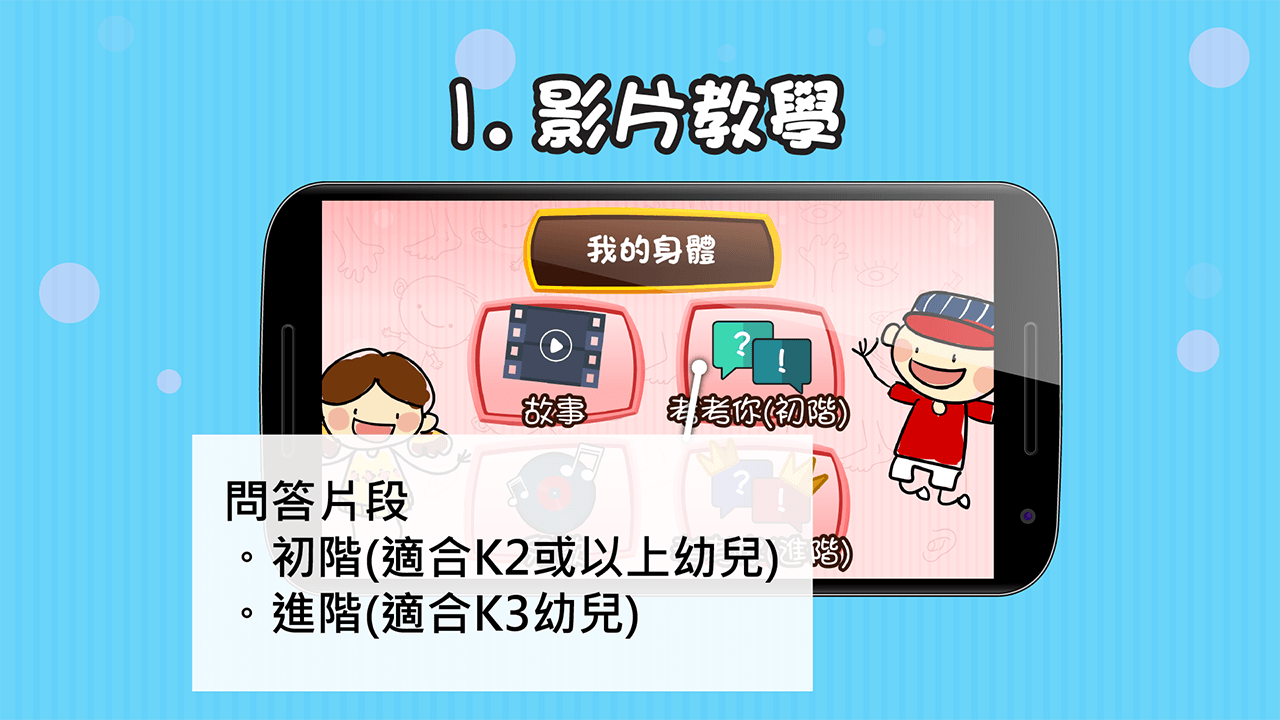 1. 影片教學
我的身體
故事
考考你(初階)
進階)
問答片段
◦ 初階(適合K2或以上幼兒)
◦ 進階(適合K3幼兒)